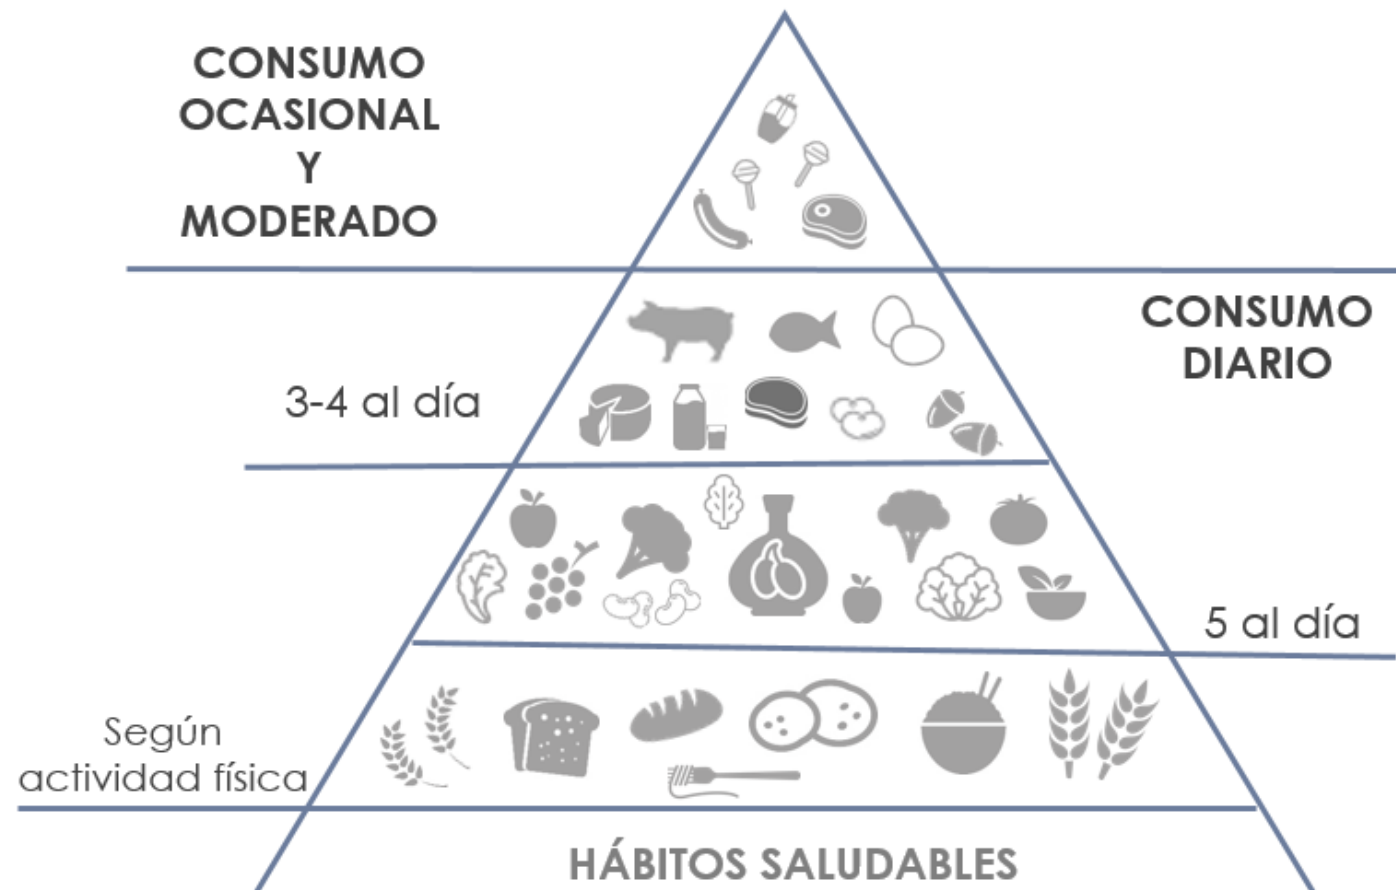 CONSUMO
OCASIONAL
Y
MODERADO
CONSUMO
DIARIO
3-4 al día
5 al día
Según
actividad física
HÁBITOS SALUDABLES